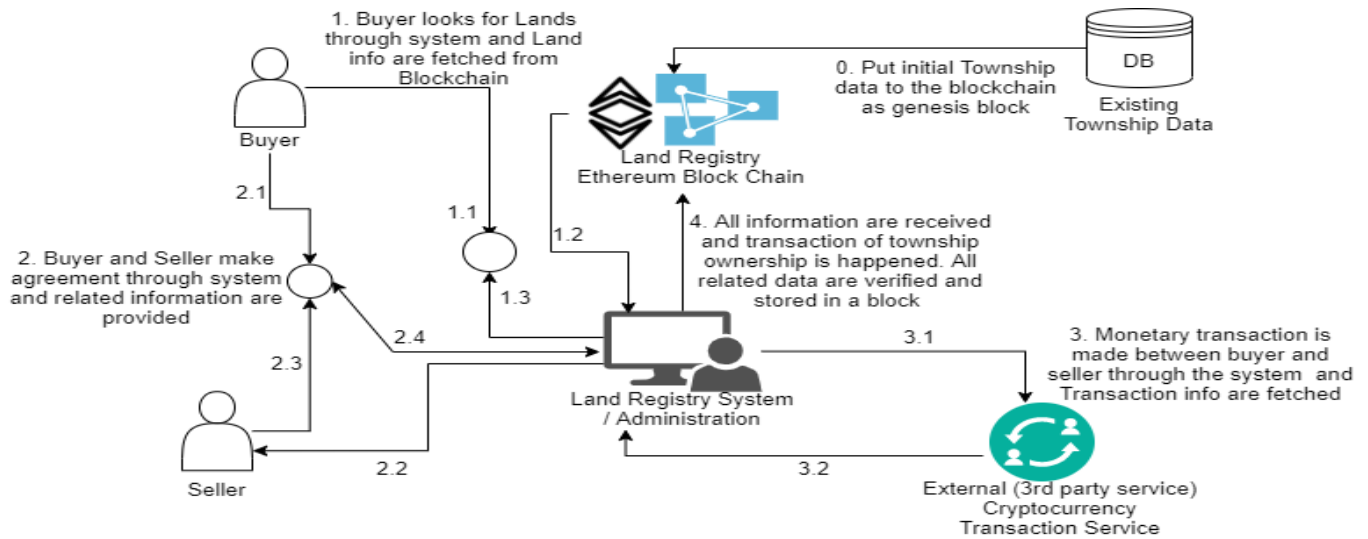 1. Buyer looks for Lands
through system and Land
info are fetched from
Blockchain
Buyer
0. Put initial Township
data to the blockchain
as genesis block
DB
Existing
Township Data
Land Registry
Ethereum Block Chain
2.1
1.1
1.2
1.3
2. Buyer and Seller make
agreement through system
and related information are
provided
4. All information are received
and transaction of township
ownership is happened. All
related data are verified and
stored in a block
2.3
2.4
2.2
Seller
Land Registry System
/ Administration
3.1
3. Monetary transaction is
made between buyer and
seller through the system and
Transaction info are fetched
3.2
External (3rd party service)
Cryptocurrency
Transaction Service